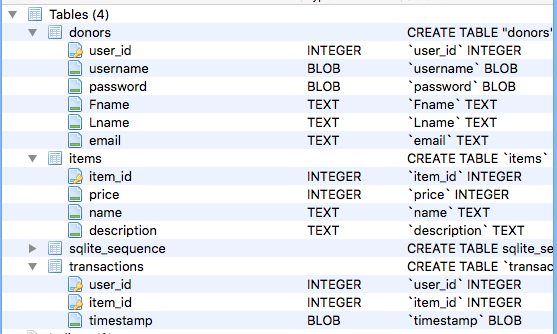 Tables (4)
donors CREATE TABLE "donors"
user_id INTEGER `user_id` INTEGER
username BLOB `username` BLOB
password BLOB `password` BLOB
Fname TEXT `Fname` TEXT
Lname TEXT `Lname` TEXT
email TEXT `email` TEXT
items CREATE TABLE `items`
item_id INTEGER `item_id` INTEGER
price INTEGER `price` INTEGER
name TEXT `name` TEXT
description TEXT `description` TEXT
sqlite_sequence CREATE TABLE sqlite_se
transactions CREATE TABLE `transac
user_id INTEGER `user_id` INTEGER
item_id INTEGER `item_id` INTEGER
timestamp BLOB `timestamp` BLOB